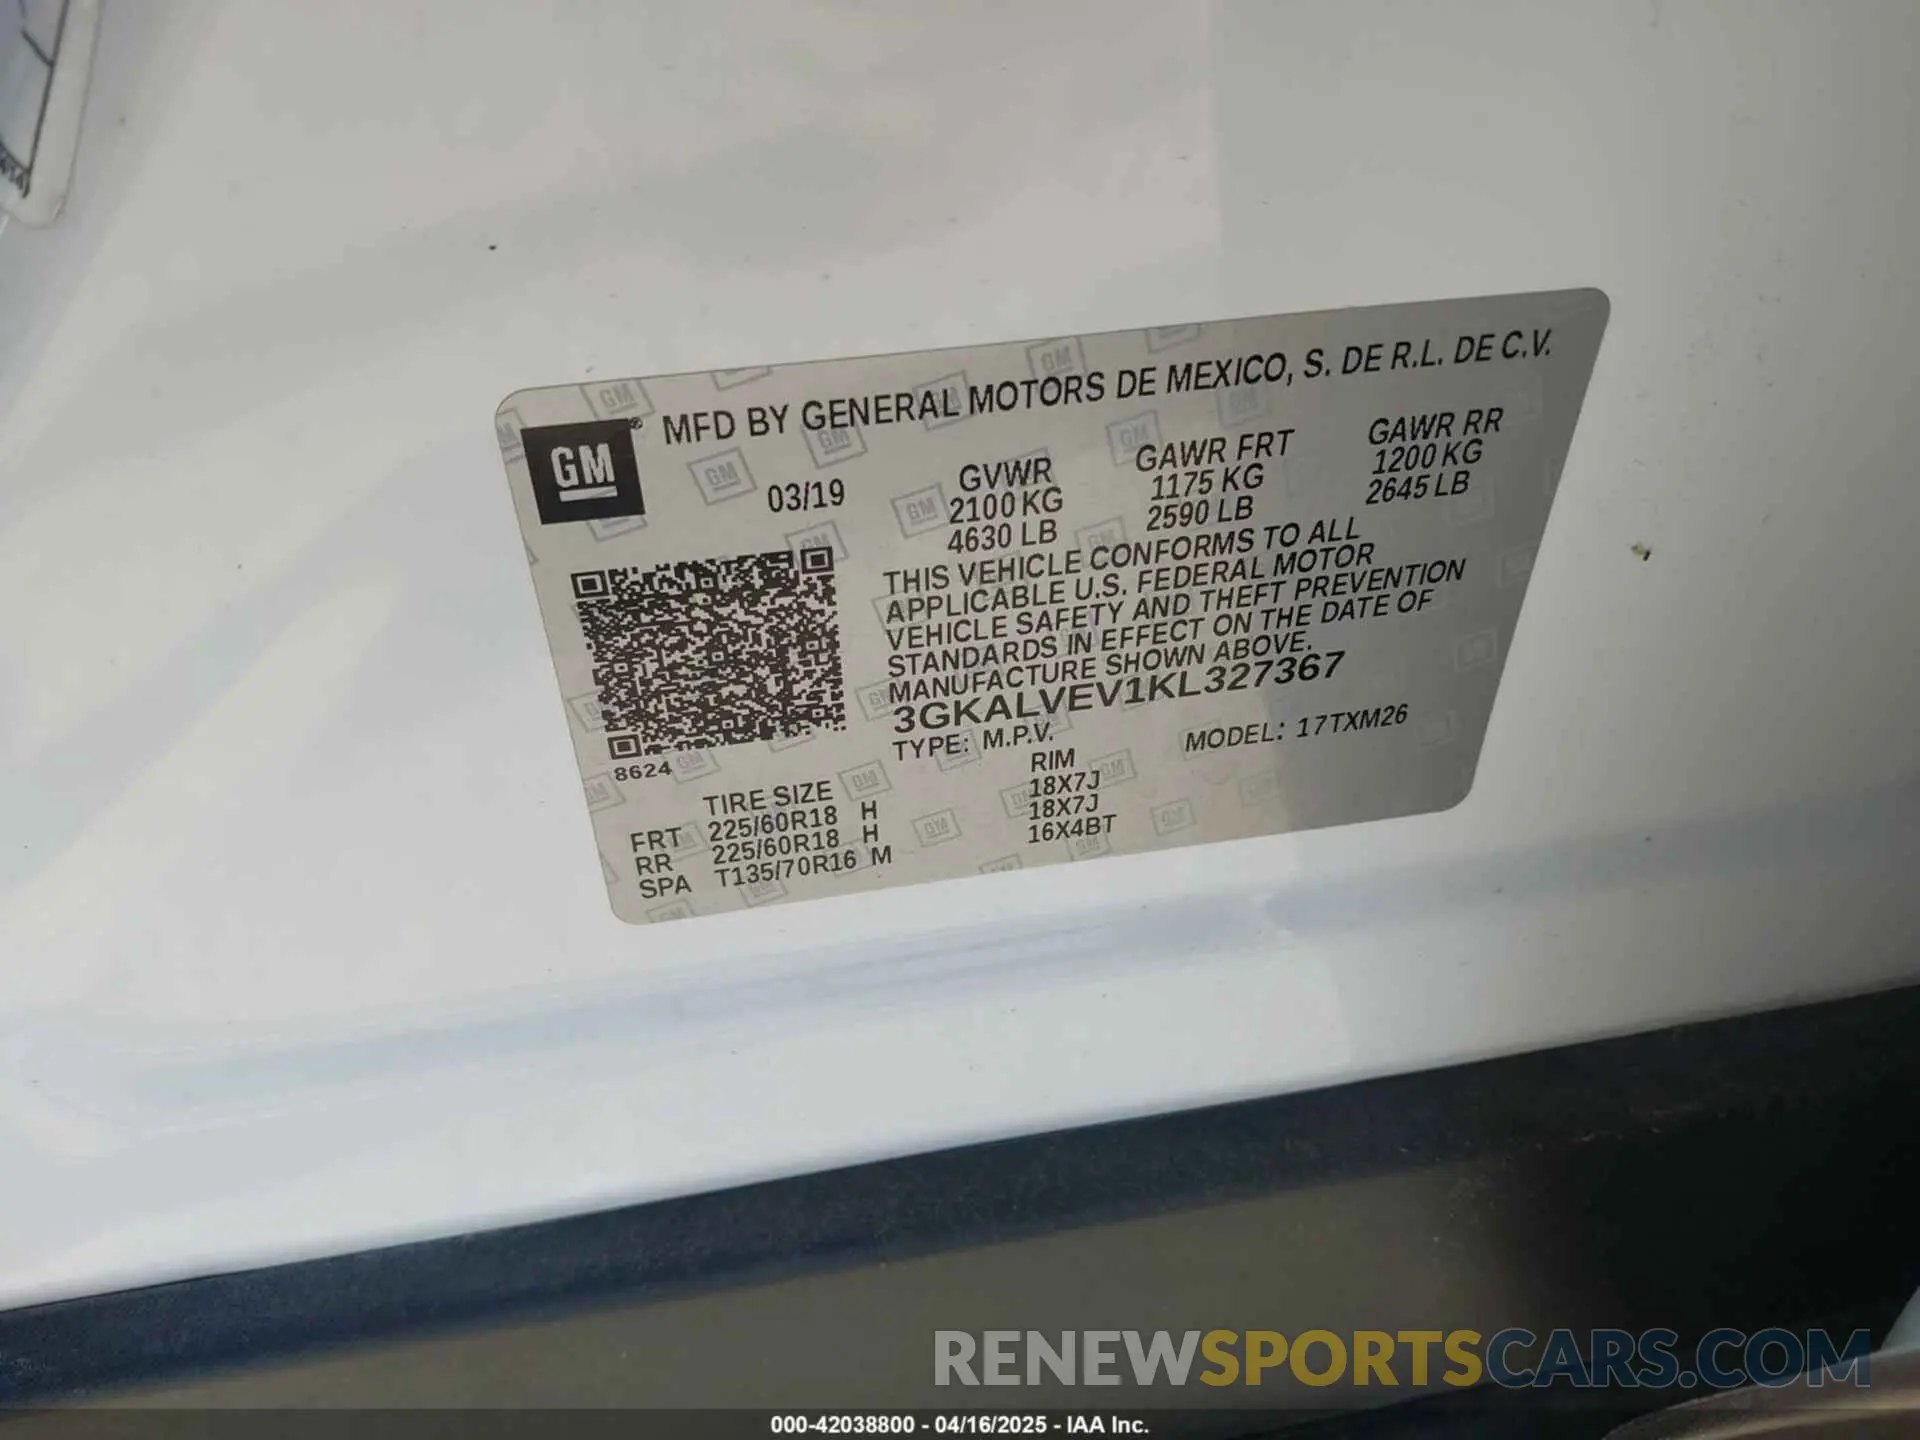 MFD BY GENERAL MOTORS DE MEXICO, S. DE R.L. DE C.V.
GM®
03/19
GVWR
2100 KG
4630 LB
GAWR FRT
1175 KG
2590 LB
GAWR RR
1200 KG
2645 LB
THIS VEHICLE CONFORMS TO ALL
APPLICABLE U.S. FEDERAL MOTOR
VEHICLE SAFETY AND THEFT PREVENTION
STANDARDS IN EFFECT ON THE DATE OF
MANUFACTURE SHOWN ABOVE.
3GKALVEV1KL327367
TYPE: M.P.V. MODEL: 17TXM26
8624
TIRE SIZE RIM
FRT 225/60R18 H 18X7J
RR 225/60R18 H 18X7J
SPA T135/70R16 M 16X4BT
RENEWSPORTSCARS.COM
000-42038800 - 04/16/2025 - IAA Inc.